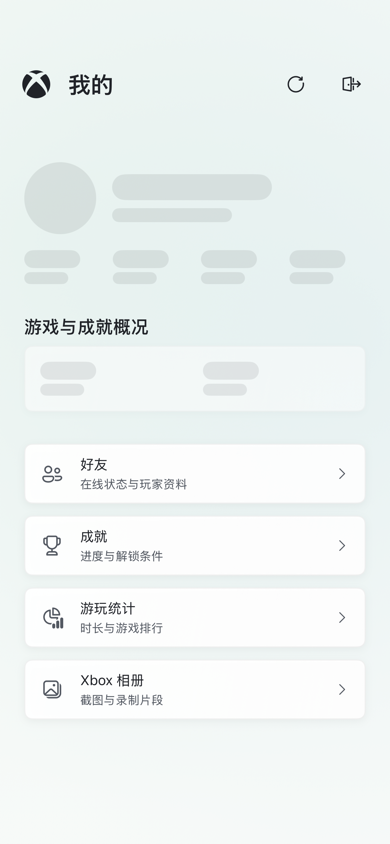 我的
游戏与成就概况
好友
在线状态与玩家资料
成就
进度与解锁条件
游玩统计
时长与游戏排行
Xbox 相册
截图与录制片段